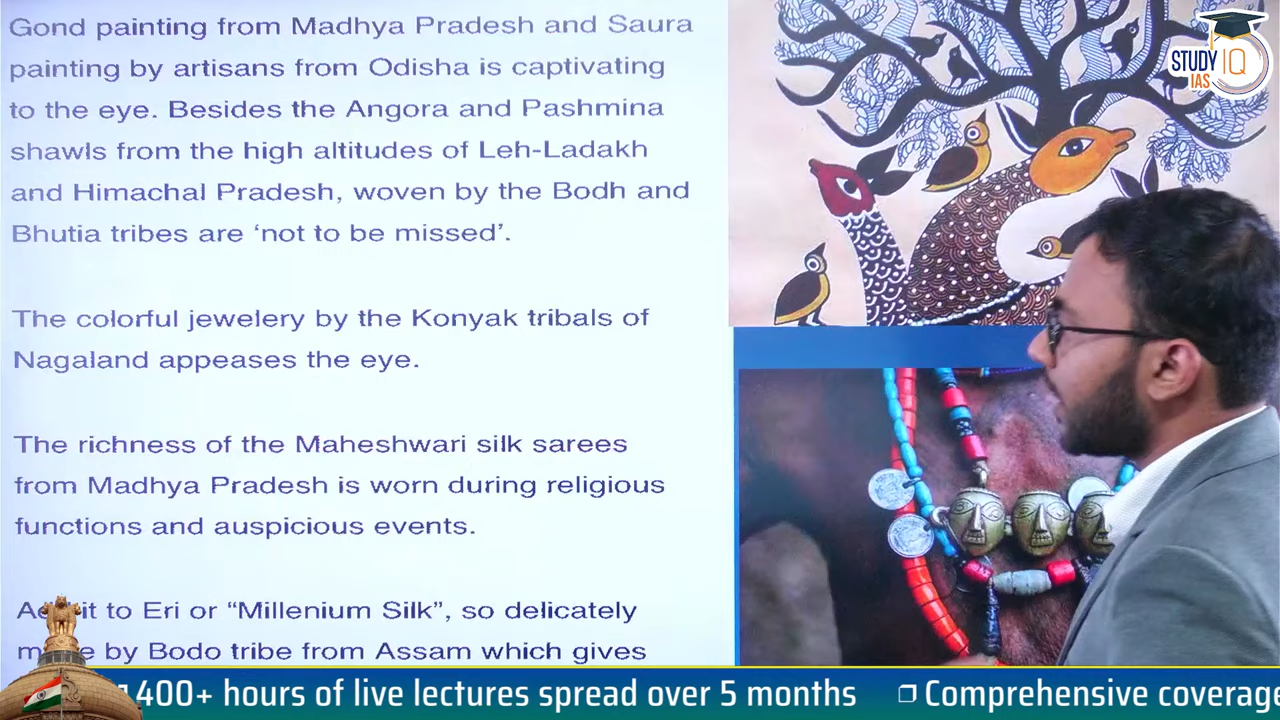 Gond painting from Madhya Pradesh and Saura
painting by artisans from Odisha is captivating
to the eye. Besides the Angora and Pashmina
shawls from the high altitudes of Leh-Ladakh
and Himachal Pradesh, woven by the Bodh and
Bhutia tribes are ‘not to be missed’.
The colorful jewelery by the Konyak tribals of
Nagaland appeases the eye.
The richness of the Maheshwari silk sarees
from Madhya Pradesh is worn during religious
functions and auspicious events.
to Eri or “Millenium Silk”, so delicately
by Bodo tribe from Assam which gives
STUDY IQ
IAS
400+ hours of live lectures spread over 5 months
Comprehensive coverage